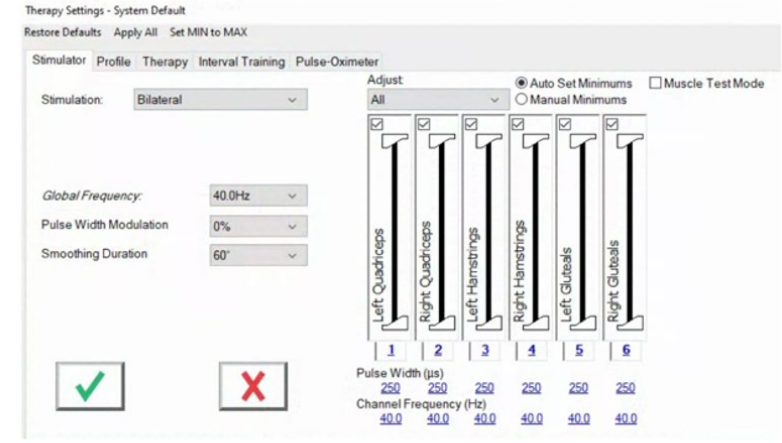 Therapy Settings - System Default
Restore Defaults Apply All Set MIN to MAX
Stimulator Profile Therapy Interval Training Pulse-Oximeter
Adjust
All
Auto Set Minimums
Manual Minimums
Muscle Test Mode
Stimulation: Bilateral
Global Frequency: 40.0Hz
Pulse Width Modulation 0%
Smoothing Duration 60°
Left Quadriceps
Right Quadriceps
Left Hamstrings
Right Hamstrings
Left Gluteals
Right Gluteals
1 2 3 4 5 6
Pulse Width (µs)
250 250 250 250 250 250
Channel Frequency (Hz)
40.0 40.0 40.0 40.0 40.0 40.0